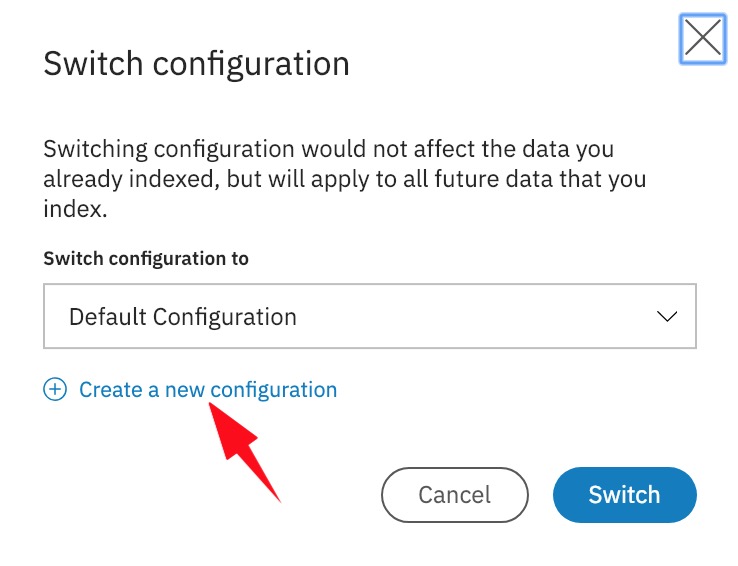 Switch configuration
Switching configuration would not affect the data you
already indexed, but will apply to all future data that you
index.
Switch configuration to
Default Configuration
Create a new configuration
Cancel
Switch